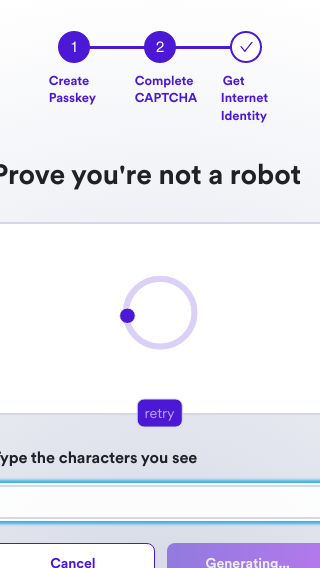 1
2
Create
Passkey
Complete
CAPTCHA
Get
Internet
Identity
Prove you're not a robot
retry
Type the characters you see
Cancel
Generating...